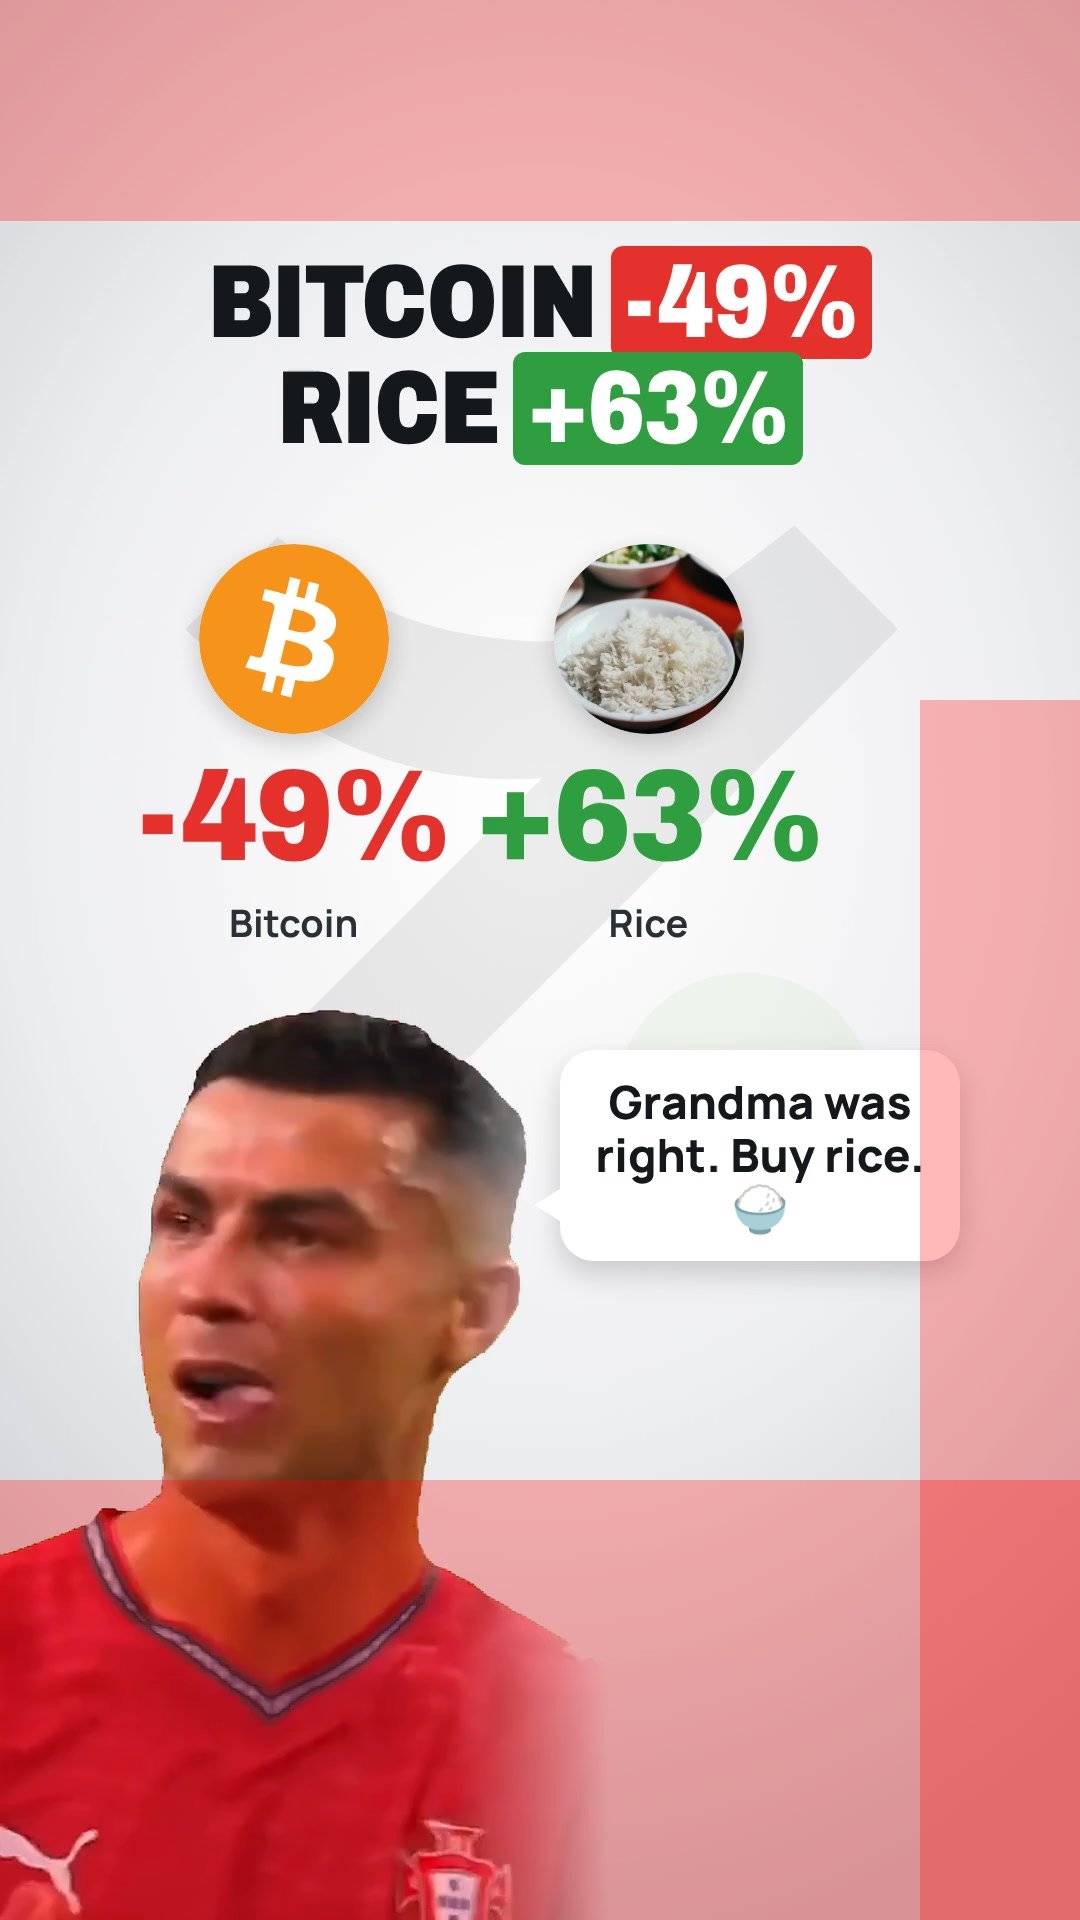 BITCOIN -49%
RICE +63%
-49% +63%
Bitcoin Rice
Grandma was
right. Buy rice.
🍚